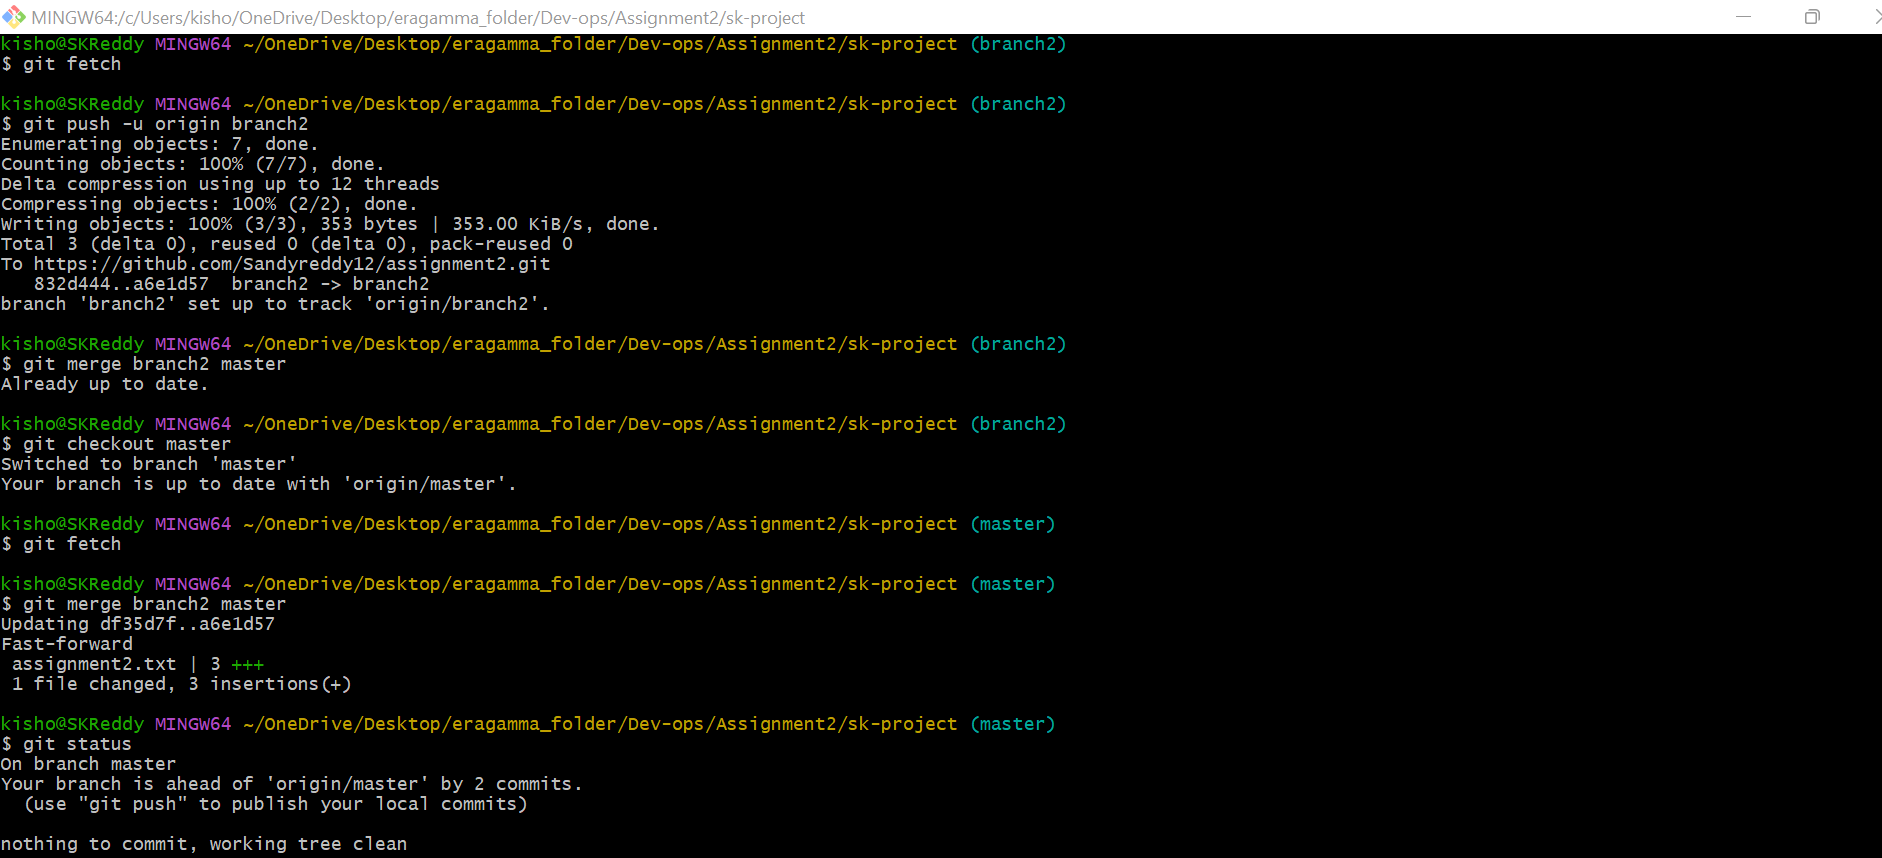 MINGW64:/c/Users/kisho/OneDrive/Desktop/eragamma_folder/Dev-ops/Assignment2/sk-project
kisho@SKReddy MINGW64 ~/OneDrive/Desktop/eragamma_folder/Dev-ops/Assignment2/sk-project (branch2)
$ git fetch
kisho@SKReddy MINGW64 ~/OneDrive/Desktop/eragamma_folder/Dev-ops/Assignment2/sk-project (branch2)
$ git push -u origin branch2
Enumerating objects: 7, done.
Counting objects: 100% (7/7), done.
Delta compression using up to 12 threads
Compressing objects: 100% (2/2), done.
Writing objects: 100% (3/3), 353 bytes | 353.00 KiB/s, done.
Total 3 (delta 0), reused 0 (delta 0), pack-reused 0
To https://github.com/Sandyreddy12/assignment2.git
   832d444..a6e1d57  branch2 -> branch2
branch 'branch2' set up to track 'origin/branch2'.
kisho@SKReddy MINGW64 ~/OneDrive/Desktop/eragamma_folder/Dev-ops/Assignment2/sk-project (branch2)
$ git merge branch2 master
Already up to date.
kisho@SKReddy MINGW64 ~/OneDrive/Desktop/eragamma_folder/Dev-ops/Assignment2/sk-project (branch2)
$ git checkout master
Switched to branch 'master'
Your branch is up to date with 'origin/master'.
kisho@SKReddy MINGW64 ~/OneDrive/Desktop/eragamma_folder/Dev-ops/Assignment2/sk-project (master)
$ git fetch
kisho@SKReddy MINGW64 ~/OneDrive/Desktop/eragamma_folder/Dev-ops/Assignment2/sk-project (master)
$ git merge branch2 master
Updating df35d7f..a6e1d57
Fast-forward
 assignment2.txt | 3 +++
 1 file changed, 3 insertions(+)
kisho@SKReddy MINGW64 ~/OneDrive/Desktop/eragamma_folder/Dev-ops/Assignment2/sk-project (master)
$ git status
On branch master
Your branch is ahead of 'origin/master' by 2 commits.
  (use "git push" to publish your local commits)
nothing to commit, working tree clean